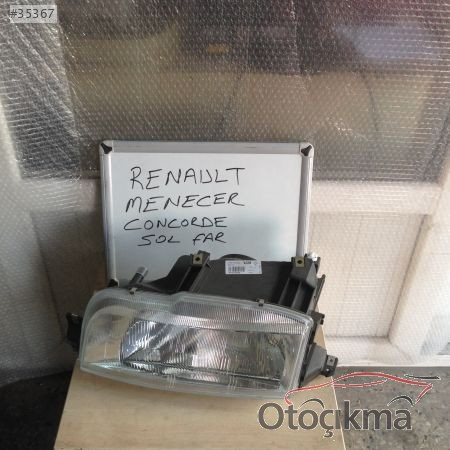 #35367
RENAULT
MENECER
CONCORDE
SOL FAR
Otoçıkma